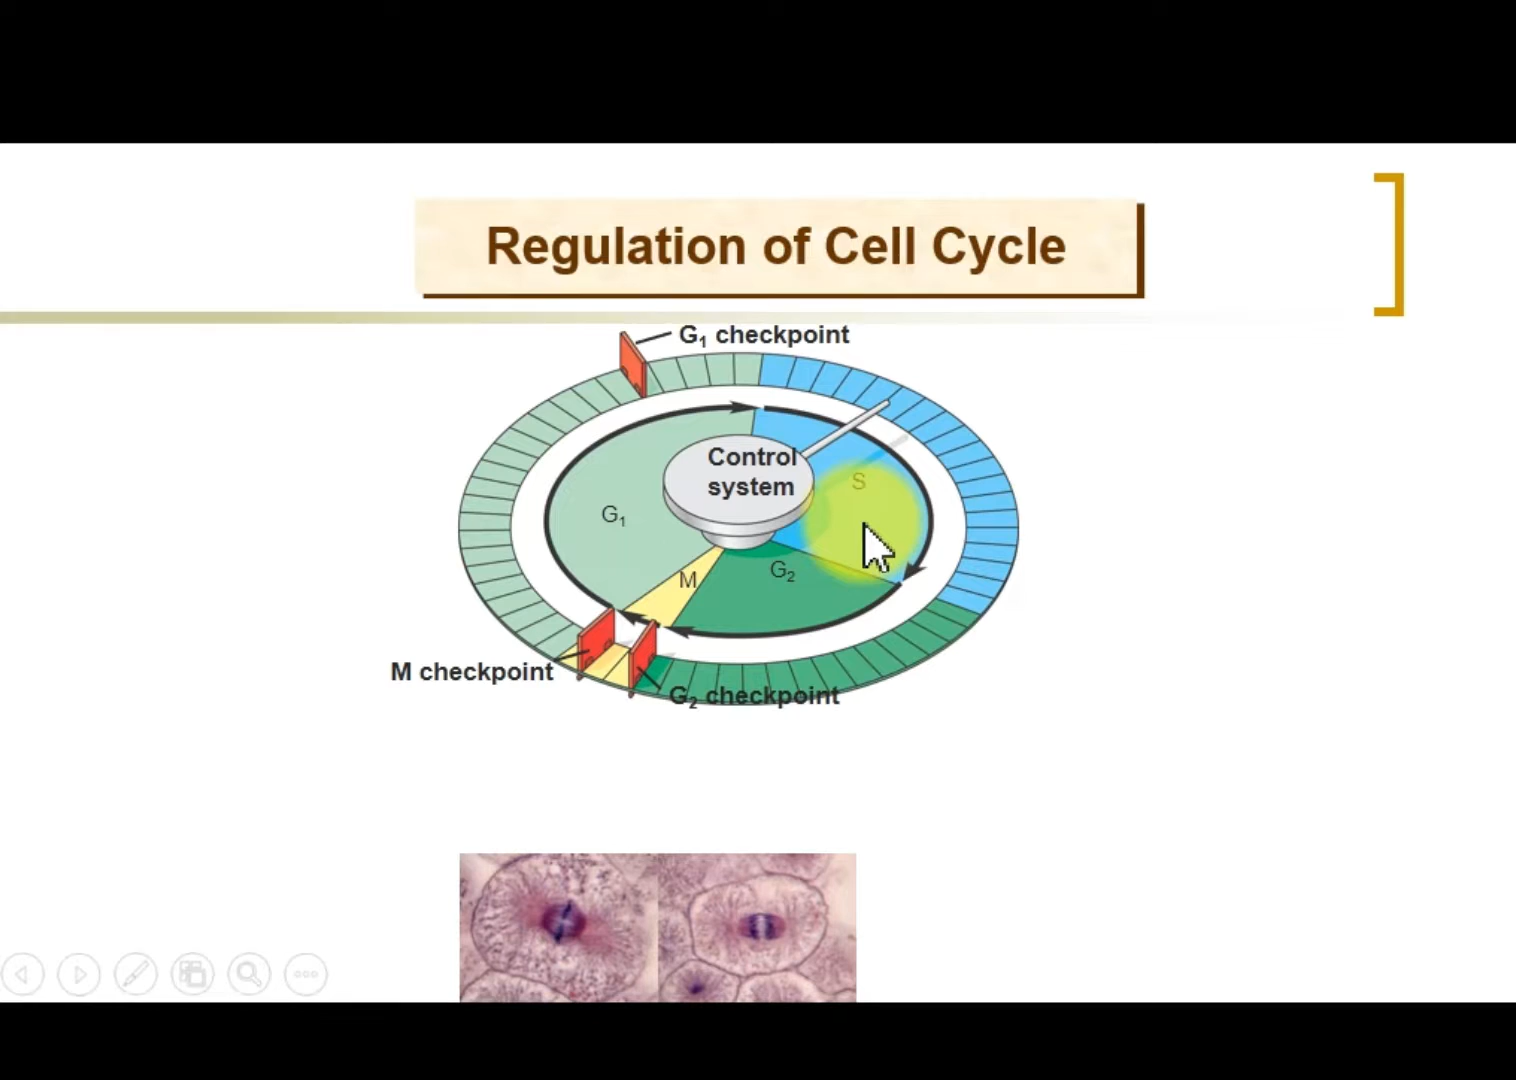 Regulation of Cell Cycle
G₁ checkpoint
Control
system
S
G₁
G₂
M
M checkpoint
G₂ checkpoint